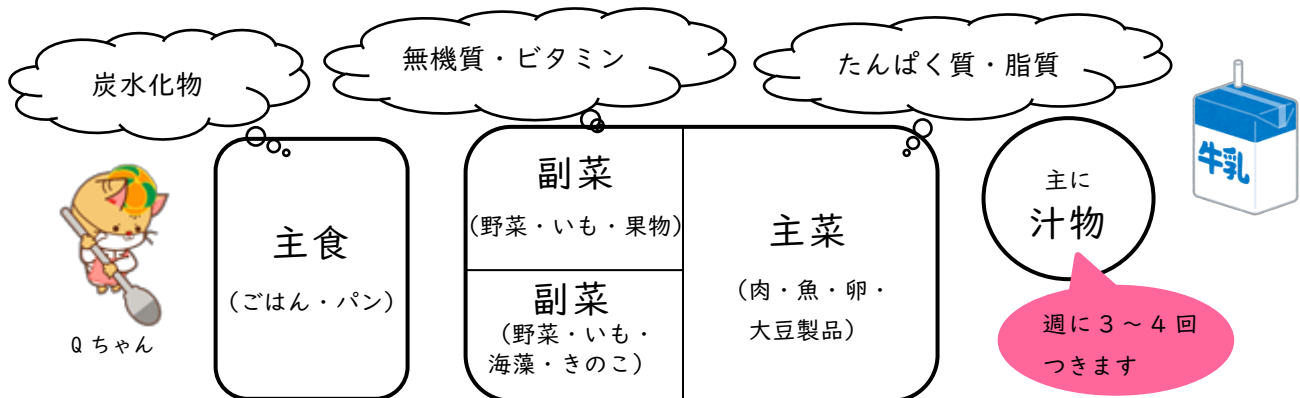 炭水化物
無機質・ビタミン
たんぱく質・脂質
牛乳
Qちゃん
主食
（ごはん・パン）
副菜
（野菜・いも・果物）
副菜
（野菜・いも・
海藻・きのこ）
主菜
（肉・魚・卵・
大豆製品）
主に
汁物
週に３～４回
つきます